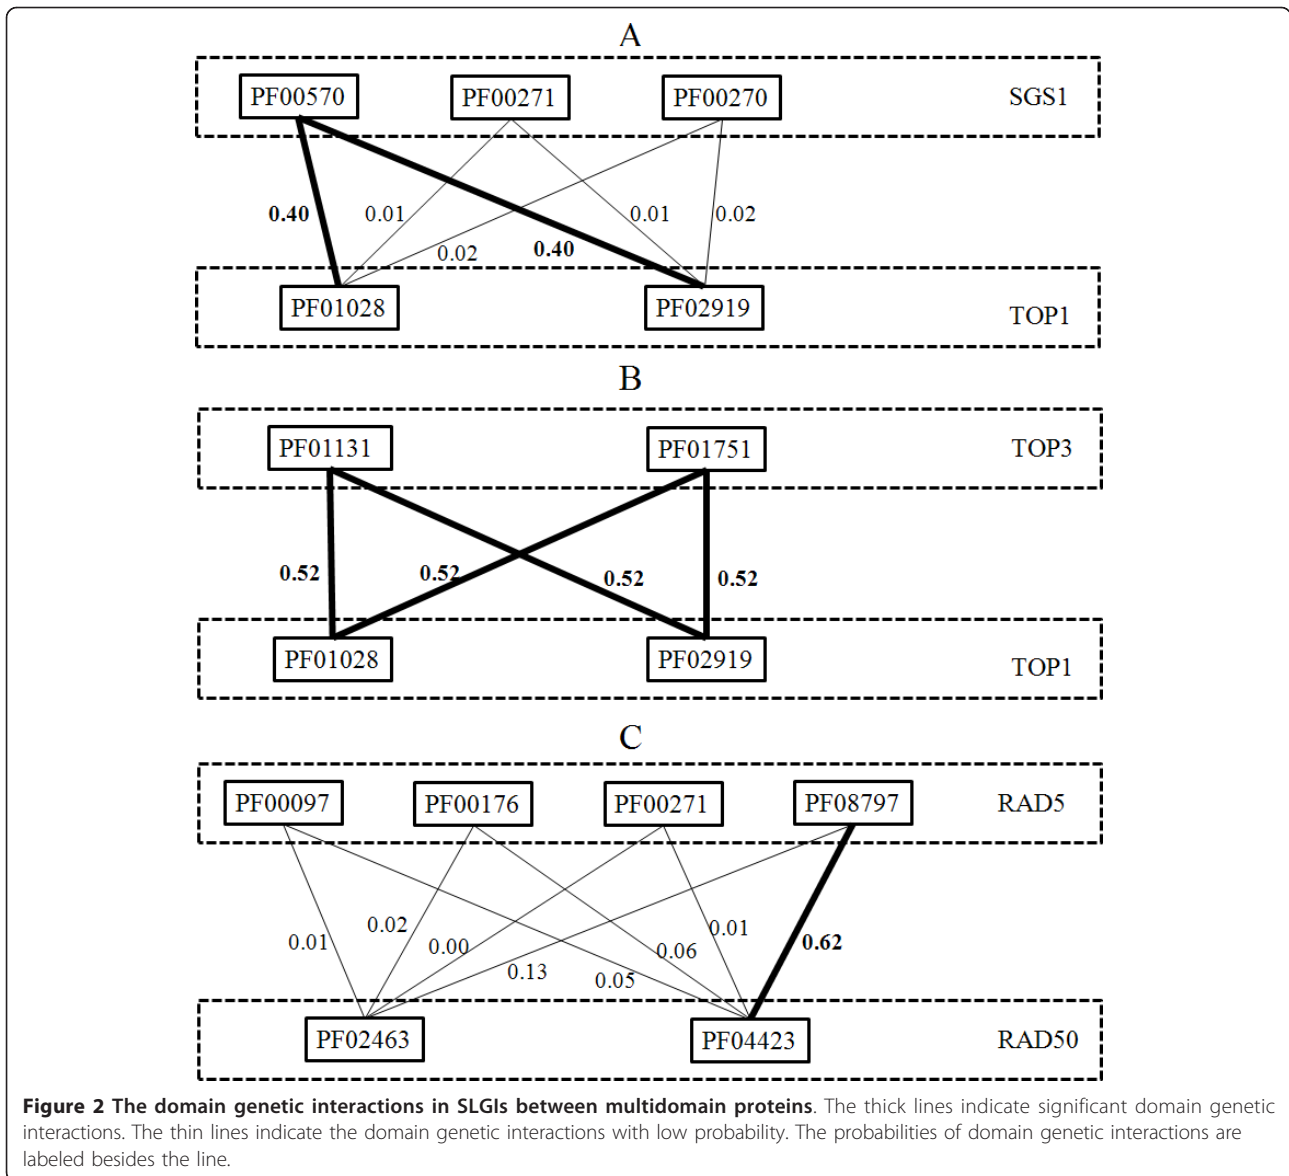 A
PF00570 PF00271 PF00270 SGS1
0.40 0.01 0.01 0.02
0.02 0.40
PF01028 PF02919 TOP1
B
PF01131 PF01751 TOP3
0.52 0.52 0.52 0.52
PF01028 PF02919 TOP1
C
PF00097 PF00176 PF00271 PF08797 RAD5
0.01 0.02 0.00 0.13 0.05 0.06 0.01 0.62
PF02463 PF04423 RAD50
Figure 2 The domain genetic interactions in SLGIs between multidomain proteins. The thick lines indicate significant domain genetic
interactions. The thin lines indicate the domain genetic interactions with low probability. The probabilities of domain genetic interactions are
labeled besides the line.